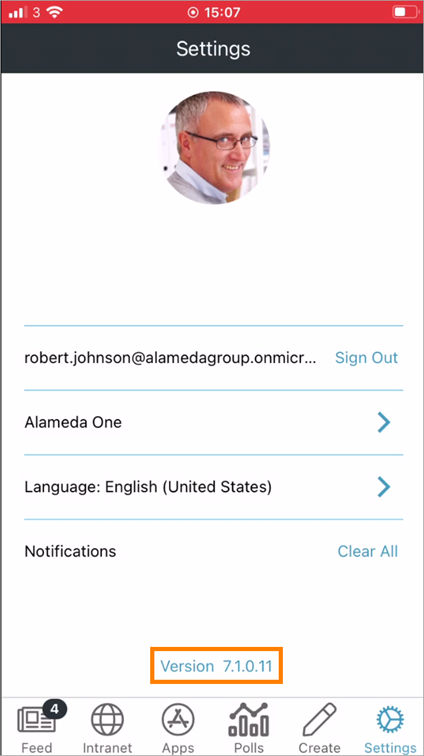 3 15:07
Settings
robert.johnson@alamedagroup.onmicr... Sign Out
Alameda One
Language: English (United States)
Notifications Clear All
Version 7.1.0.11
4
Feed Intranet Apps Polls Create Settings